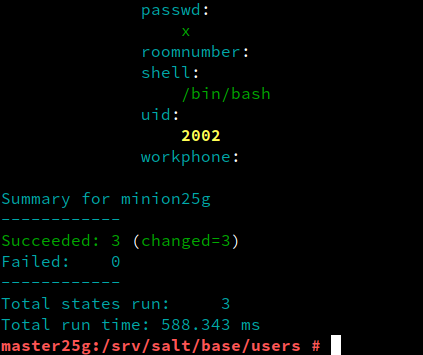 passwd:
x
roomnumber:
shell:
/bin/bash
uid:
2002
workphone:
Summary for minion25g
------------
Succeeded: 3 (changed=3)
Failed:    0
------------
Total states run:     3
Total run time: 588.343 ms
master25g:/srv/salt/base/users #